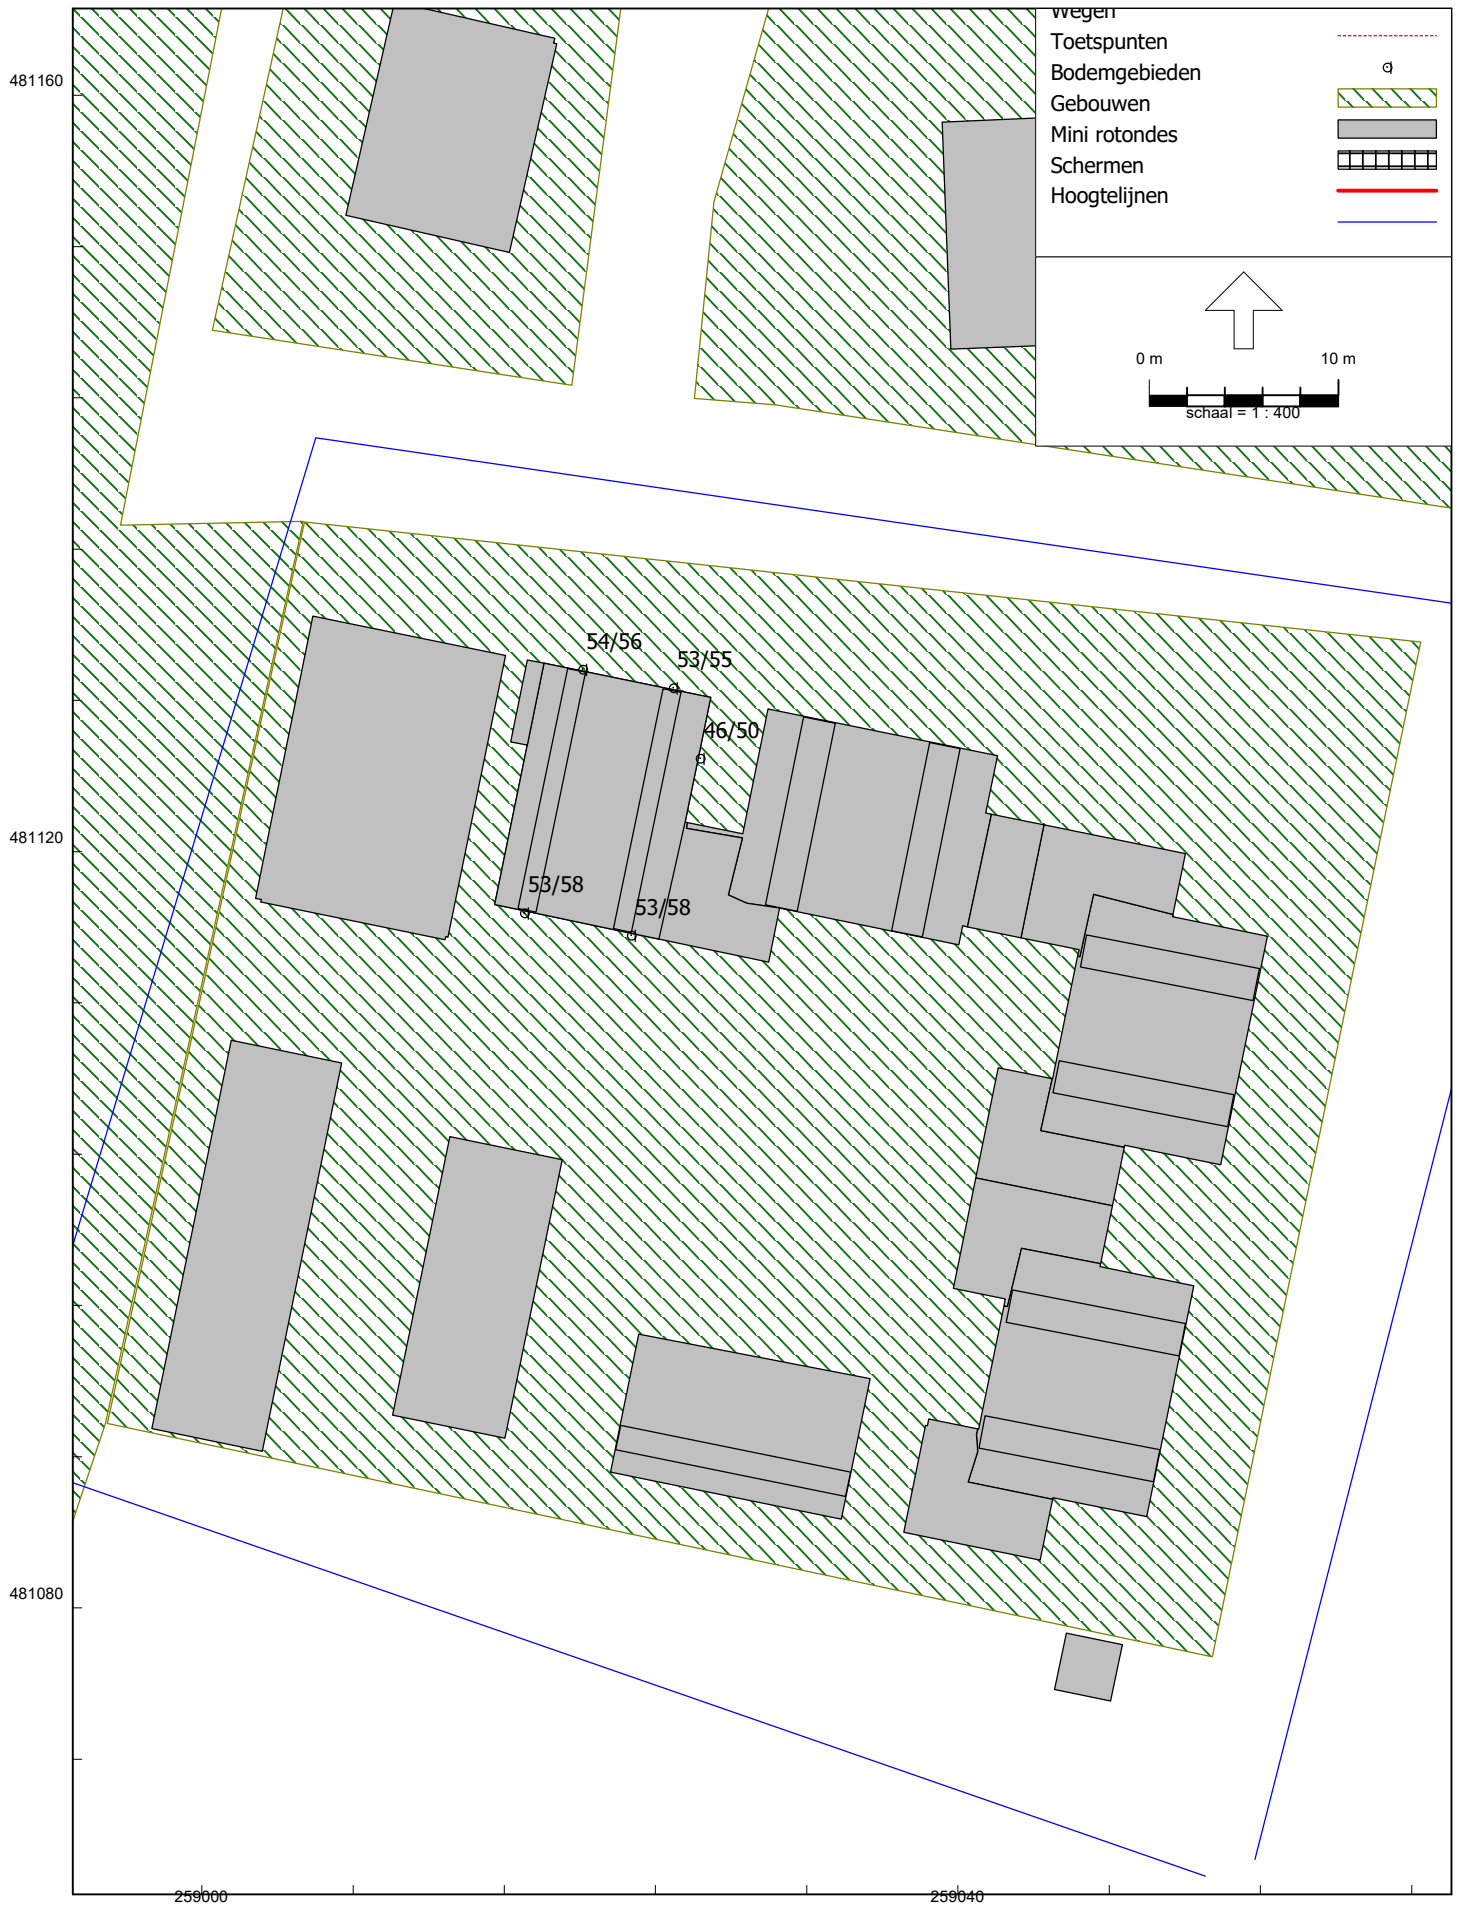 Wegen
Toetspunten
Bodemgebieden
Gebouwen
Mini rotondes
Schermen
Hoogtelijnen
0 m 10 m
schaal = 1 : 400
481160
54/56
53/55
46/50
481120
53/58
53/58
481080
259000 259040